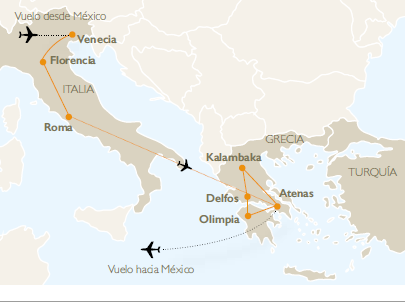 Vuelo desde México
Venecia
Florencia
ITALIA
Roma
GRECIA
Kalambaka
TURQUÍA
Delfos
Atenas
Olimpia
Vuelo hacia México